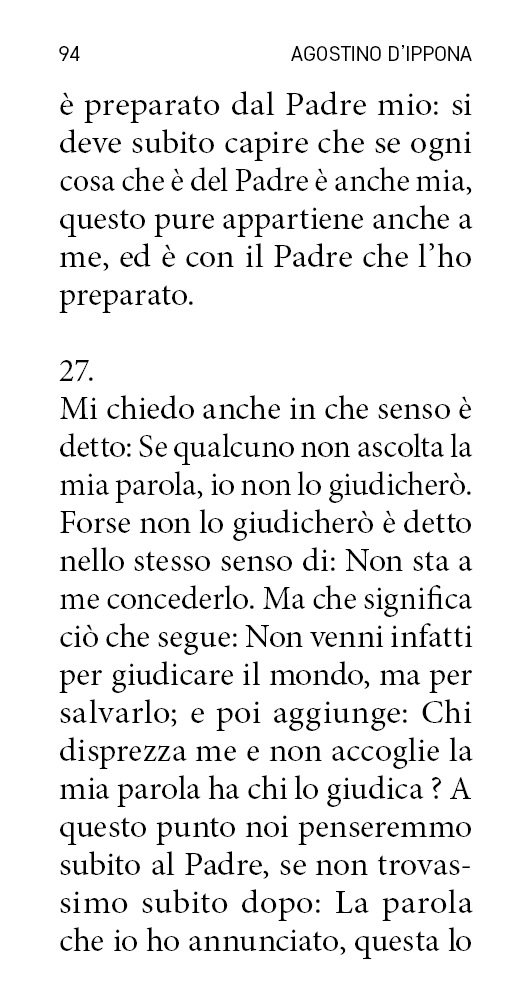 94 AGOSTINO D'IPPONA
è preparato dal Padre mio: si
deve subito capire che se ogni
cosa che è del Padre è anche mia,
questo pure appartiene anche a
me, ed è con il Padre che l’ho
preparato.
27.
Mi chiedo anche in che senso è
detto: Se qualcuno non ascolta la
mia parola, io non lo giudicherò.
Forse non lo giudicherò è detto
nello stesso senso di: Non sta a
me concederlo. Ma che significa
ciò che segue: Non venni infatti
per giudicare il mondo, ma per
salvarlo; e poi aggiunge: Chi
disprezza me e non accoglie la
mia parola ha chi lo giudica ? A
questo punto noi penseremmo
subito al Padre, se non trovas-
simo subito dopo: La parola
che io ho annunciato, questa lo